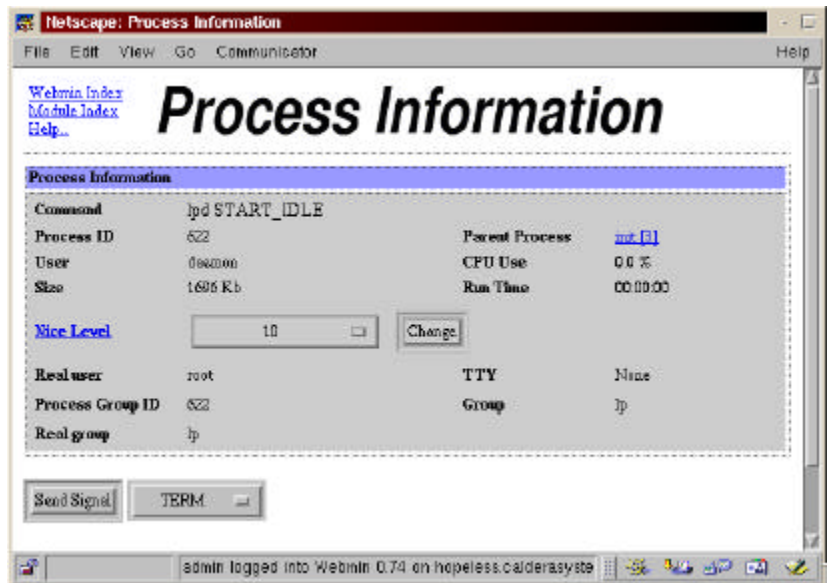 Netscape: Process Information
File Edit View Go Communicator Help
Webmin Index
Module Index
Help..
Process Information
Process Information
Command lpd START_IDLE
Process ID 622 Parent Process init [1]
User daemon CPU Use 0.0 %
Size 1696 Kb Run Time 00:00:00
Nice Level 10 Change
Real user root TTY None
Process Group ID 622 Group lp
Real group lp
Send Signal TERM
admin logged into Webmin 0.74 on hopeless.calderasyste